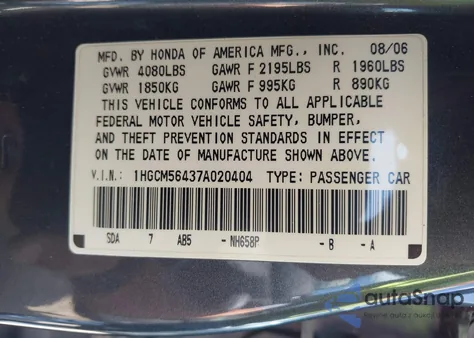 MFD. BY HONDA OF AMERICA MFG., INC. 08/06
GVWR 4080LBS GAWR F 2195LBS R 1960LBS
GVWR 1850KG GAWR F 995KG R 890KG
THIS VEHICLE CONFORMS TO ALL APPLICABLE
FEDERAL MOTOR VEHICLE SAFETY, BUMPER,
AND THEFT PREVENTION STANDARDS IN EFFECT
ON THE DATE OF MANUFACTURE SHOWN ABOVE.
V.I.N.: 1HGCM56437A020404 TYPE: PASSENGER CAR
SDA 7 AB5 -NH658P -B -A
autoSnap